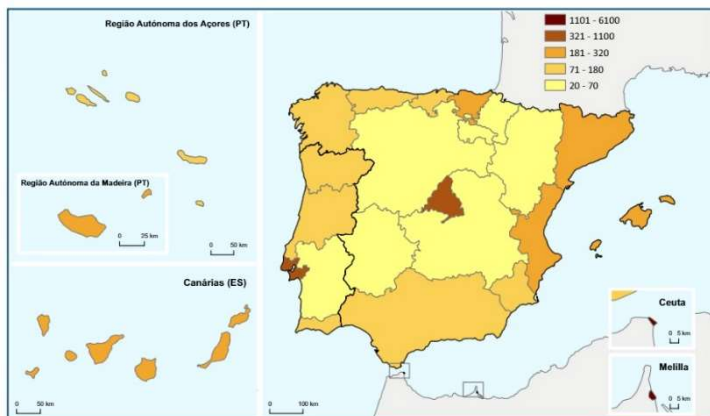 Região Autónoma dos Açores (PT)
1101 - 6100
321 - 1100
181 - 320
71 - 180
20 - 70
Região Autónoma da Madeira (PT)
0 25 km
0 50 km
Canárias (ES)
Ceuta
0 5 km
Melilla
0 5 km
0 50 km
0 100 km